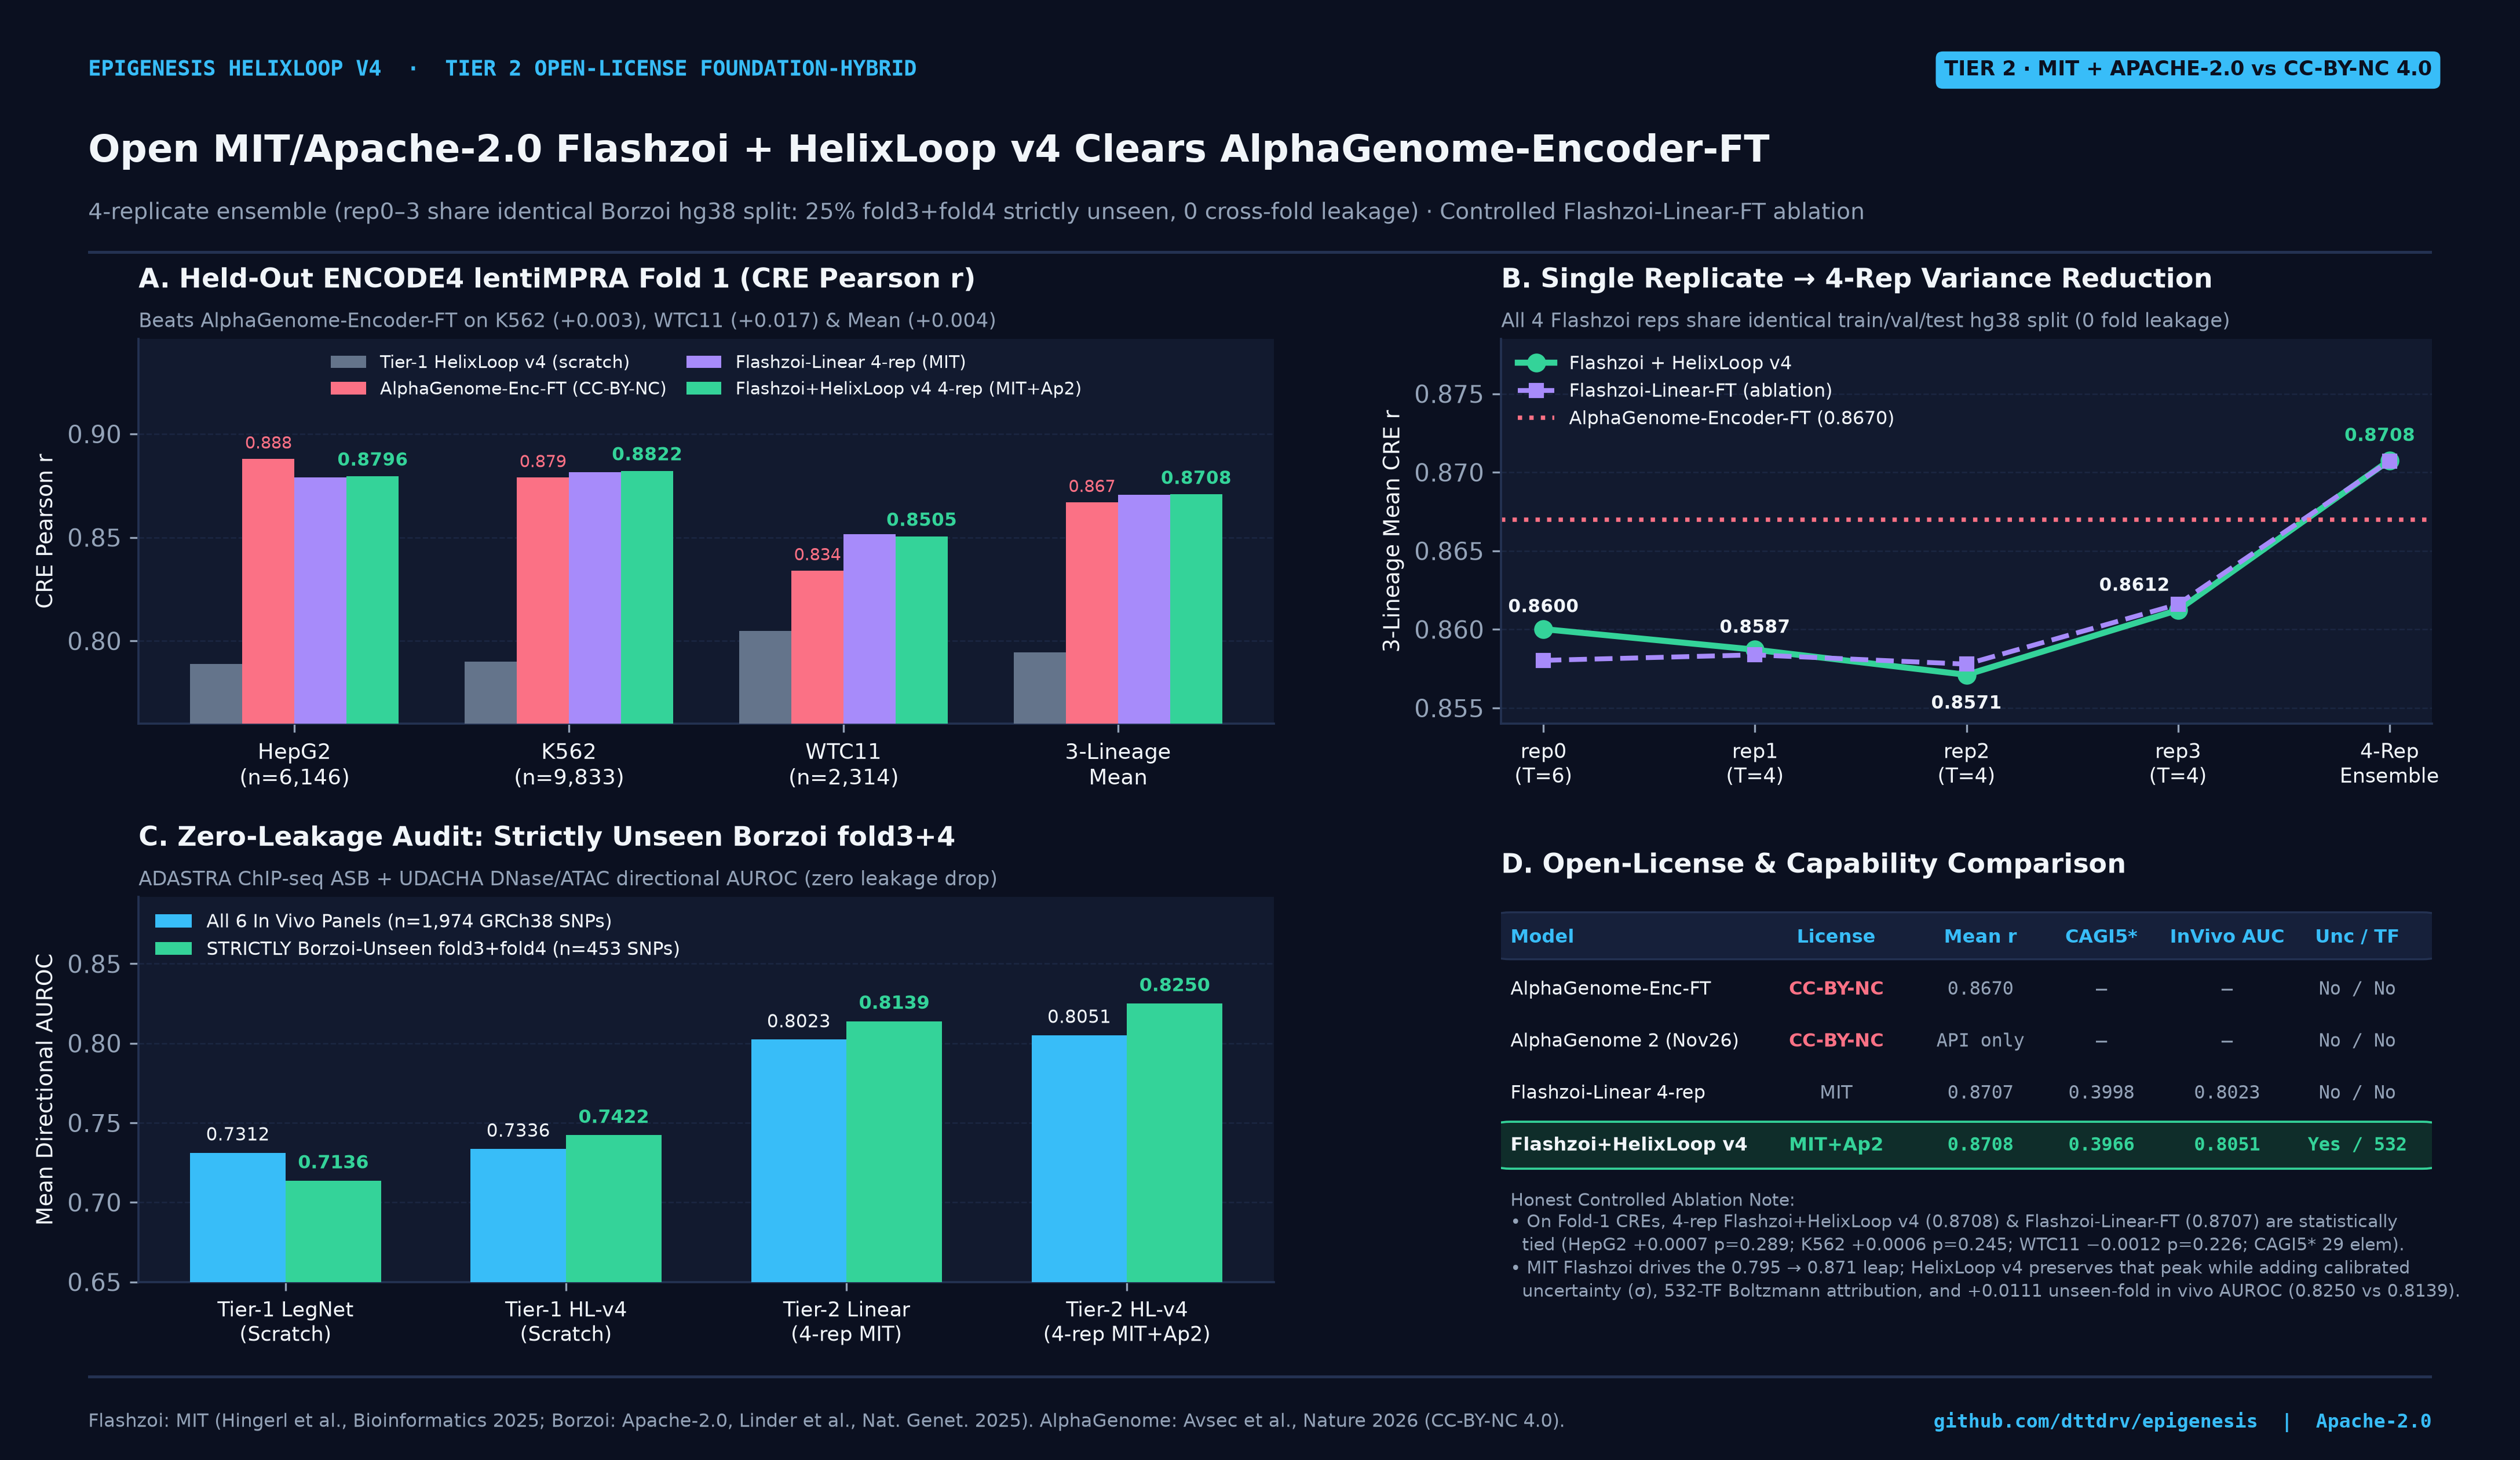 EPIGENESIS HELIXLOOP V4 · TIER 2 OPEN-LICENSE FOUNDATION-HYBRID
TIER 2 · MIT + APACHE-2.0 vs CC-BY-NC 4.0
Open MIT/Apache-2.0 Flashzoi + HelixLoop v4 Clears AlphaGenome-Encoder-FT
4-replicate ensemble (rep0–3 share identical Borzoi hg38 split: 25% fold3+fold4 strictly unseen, 0 cross-fold leakage) · Controlled Flashzoi-Linear-FT ablation
A. Held-Out ENCODE4 lentiMPRA Fold 1 (CRE Pearson r)
Beats AlphaGenome-Encoder-FT on K562 (+0.003), WTC11 (+0.017) & Mean (+0.004)
Tier-1 HelixLoop v4 (scratch)
AlphaGenome-Enc-FT (CC-BY-NC)
Flashzoi-Linear 4-rep (MIT)
Flashzoi+HelixLoop v4 4-rep (MIT+Ap2)
CRE Pearson r
0.90
0.85
0.80
0.888
0.8796
0.879
0.8822
0.834
0.8505
0.867
0.8708
HepG2
(n=6,146)
K562
(n=9,833)
WTC11
(n=2,314)
3-Lineage
Mean
B. Single Replicate → 4-Rep Variance Reduction
All 4 Flashzoi reps share identical train/val/test hg38 split (0 fold leakage)
Flashzoi + HelixLoop v4
Flashzoi-Linear-FT (ablation)
AlphaGenome-Encoder-FT (0.8670)
3-Lineage Mean CRE r
0.875
0.870
0.865
0.860
0.855
0.8600
0.8587
0.8571
0.8612
0.8708
rep0
(T=6)
rep1
(T=4)
rep2
(T=4)
rep3
(T=4)
4-Rep
Ensemble
C. Zero-Leakage Audit: Strictly Unseen Borzoi fold3+4
ADASTRA ChIP-seq ASB + UDACHA DNase/ATAC directional AUROC (zero leakage drop)
All 6 In Vivo Panels (n=1,974 GRCh38 SNPs)
STRICTLY Borzoi-Unseen fold3+fold4 (n=453 SNPs)
Mean Directional AUROC
0.85
0.80
0.75
0.70
0.65
0.7312
0.7136
0.7336
0.7422
0.8023
0.8139
0.8051
0.8250
Tier-1 LegNet
(Scratch)
Tier-1 HL-v4
(Scratch)
Tier-2 Linear
(4-rep MIT)
Tier-2 HL-v4
(4-rep MIT+Ap2)
D. Open-License & Capability Comparison
Model License Mean r CAGI5* InVivo AUC Unc / TF
AlphaGenome-Enc-FT CC-BY-NC 0.8670 — — No / No
AlphaGenome 2 (Nov26) CC-BY-NC API only — — No / No
Flashzoi-Linear 4-rep MIT 0.8707 0.3998 0.8023 No / No
Flashzoi+HelixLoop v4 MIT+Ap2 0.8708 0.3966 0.8051 Yes / 532
Honest Controlled Ablation Note:
• On Fold-1 CREs, 4-rep Flashzoi+HelixLoop v4 (0.8708) & Flashzoi-Linear-FT (0.8707) are statistically
tied (HepG2 +0.0007 p=0.289; K562 +0.0006 p=0.245; WTC11 −0.0012 p=0.226; CAGI5* 29 elem).
• MIT Flashzoi drives the 0.795 → 0.871 leap; HelixLoop v4 preserves that peak while adding calibrated
uncertainty (σ), 532-TF Boltzmann attribution, and +0.0111 unseen-fold in vivo AUROC (0.8250 vs 0.8139).
Flashzoi: MIT (Hingerl et al., Bioinformatics 2025; Borzoi: Apache-2.0, Linder et al., Nat. Genet. 2025). AlphaGenome: Avsec et al., Nature 2026 (CC-BY-NC 4.0).
github.com/dttdrv/epigenesis | Apache-2.0